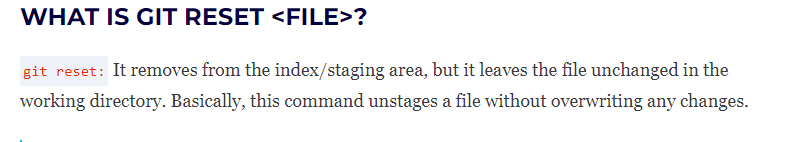 WHAT IS GIT RESET <FILE>?
git reset: It removes from the index/staging area, but it leaves the file unchanged in the
working directory. Basically, this command unstages a file without overwriting any changes.